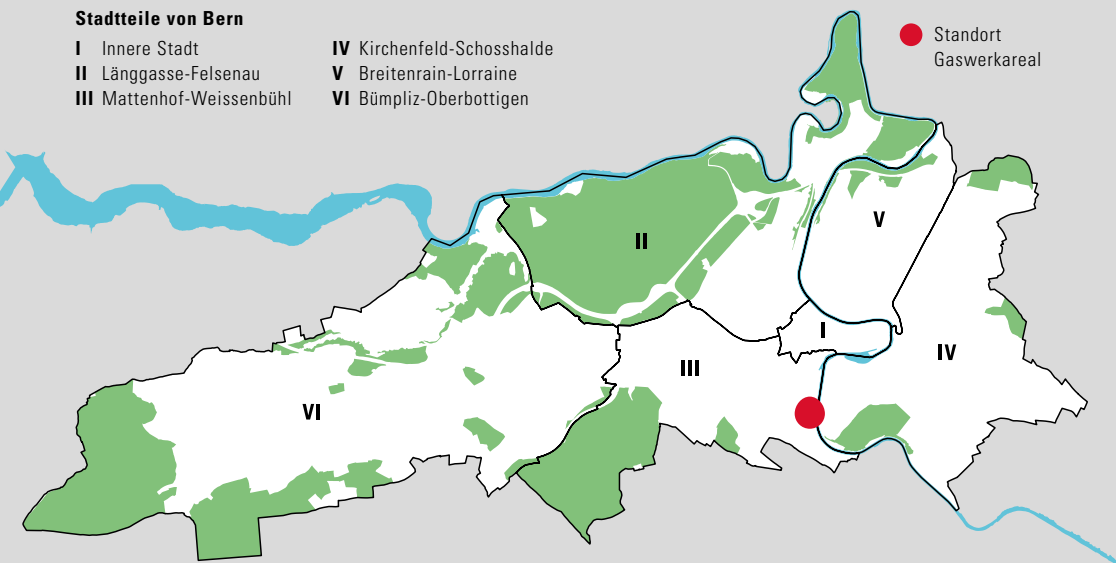 Stadtteile von Bern
I Innere Stadt
II Länggasse-Felsenau
III Mattenhof-Weissenbühl
IV Kirchenfeld-Schosshalde
V Breitenrain-Lorraine
VI Bümpliz-Oberbottigen
Standort
Gaswerkareal
V
II
I
IV
III
VI